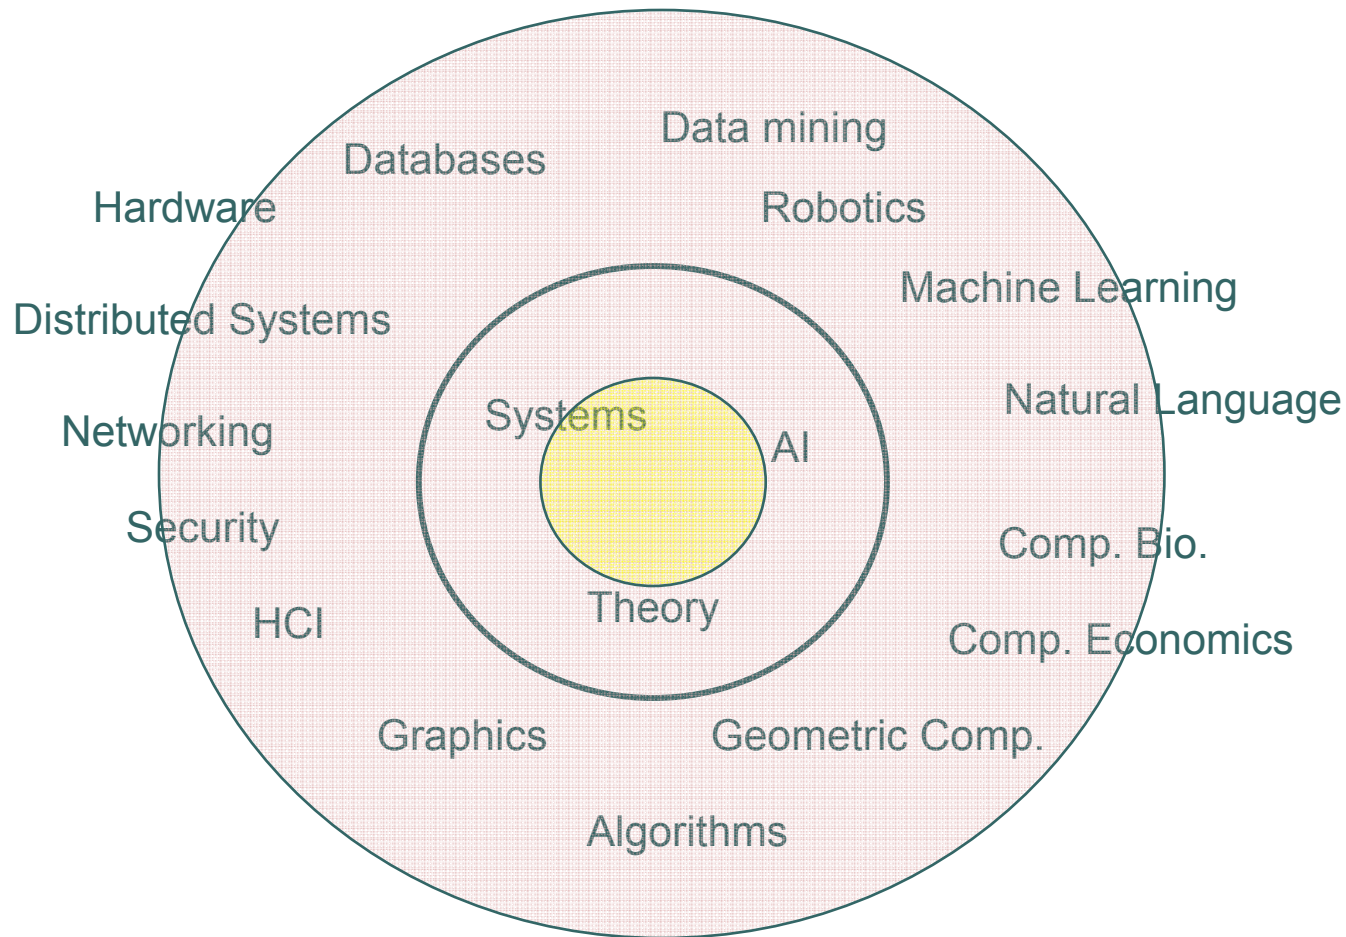 Data mining
Databases
Hardware
Robotics
Machine Learning
Distributed Systems
Natural Language
Systems
Networking
AI
Security
Comp. Bio.
Theory
HCI
Comp. Economics
Graphics
Geometric Comp.
Algorithms